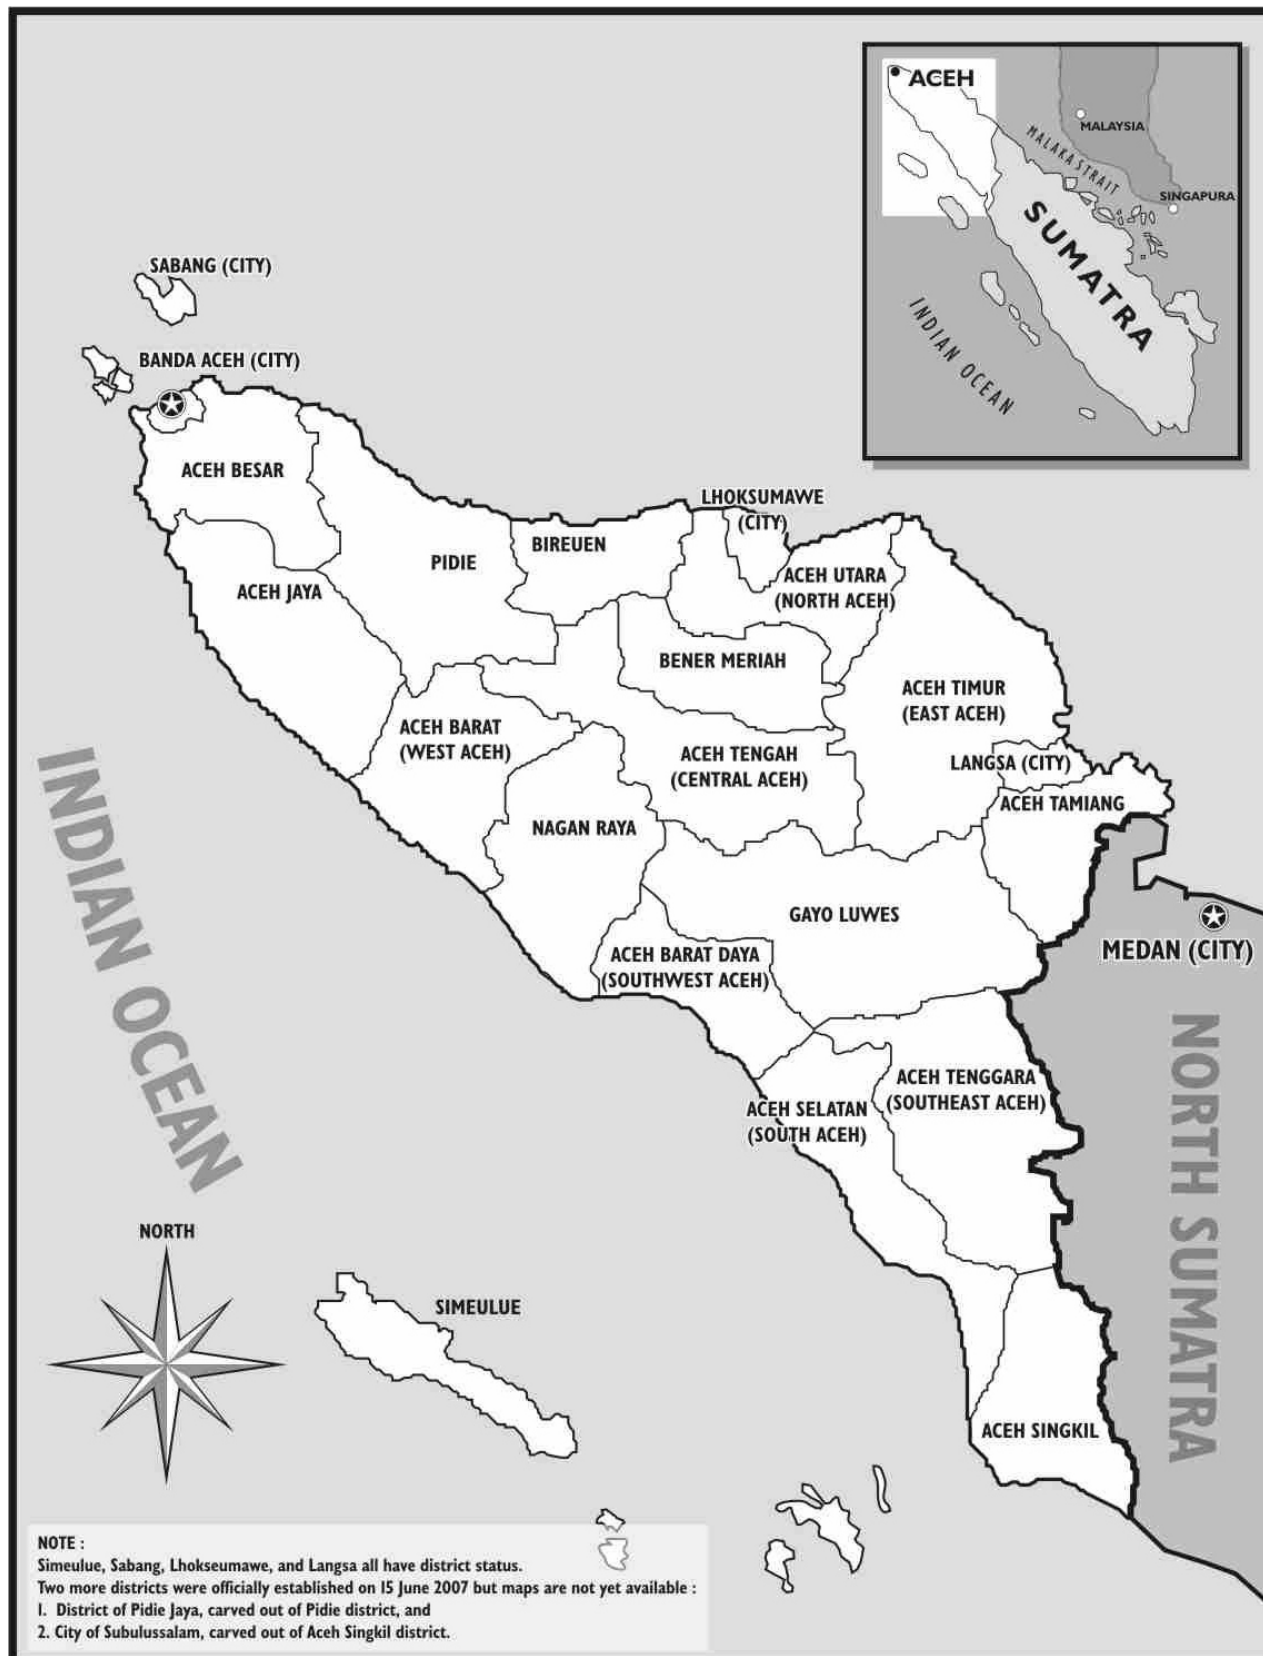 ACEH
MALAYSIA
MALAKA STRAIT
SINGAPURA
SUMATRA
INDIAN OCEAN
SABANG (CITY)
BANDA ACEH (CITY)
ACEH BESAR
LHOKSUMAWE
(CITY)
BIREUEN
PIDIE
ACEH UTARA
(NORTH ACEH)
ACEH JAYA
BENER MERIAH
ACEH TIMUR
(EAST ACEH)
ACEH BARAT
(WEST ACEH)
ACEH TENGAH
(CENTRAL ACEH)
LANGSA (CITY)
ACEH TAMIANG
NAGAN RAYA
GAYO LUWES
MEDAN (CITY)
ACEH BARAT DAYA
(SOUTHWEST ACEH)
INDIAN OCEAN
NORTH SUMATRA
ACEH TENGGARA
(SOUTHEAST ACEH)
ACEH SELATAN
(SOUTH ACEH)
NORTH
SIMEULUE
ACEH SINGKIL
NOTE :
Simeulue, Sabang, Lhokseumawe, and Langsa all have district status.
Two more districts were officially established on 15 June 2007 but maps are not yet available :
1. District of Pidie Jaya, carved out of Pidie district, and
2. City of Subulussalam, carved out of Aceh Singkil district.